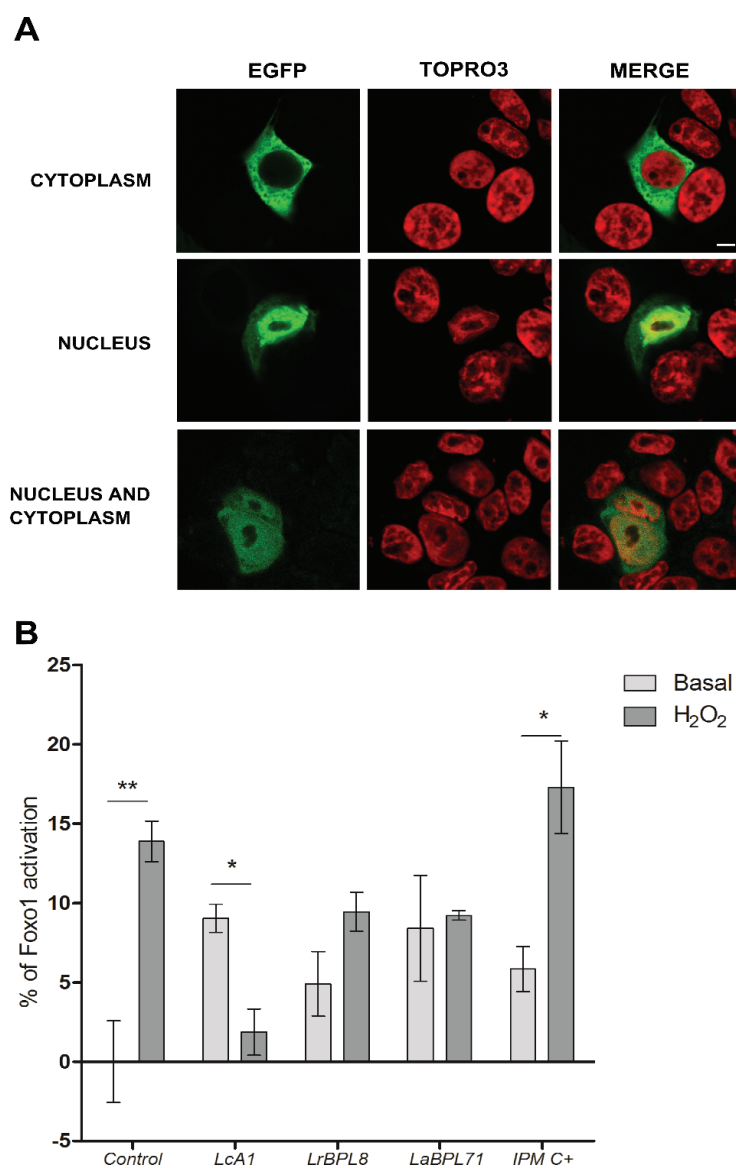 A
EGFP TOPRO3 MERGE
CYTOPLASM
NUCLEUS
NUCLEUS AND
CYTOPLASM
B
% of Foxo1 activation
25
20
15
10
5
0
-5
Basal
H₂O₂
**
*
*
Control LcA1 LrBPL8 LaBPL71 IPM C+